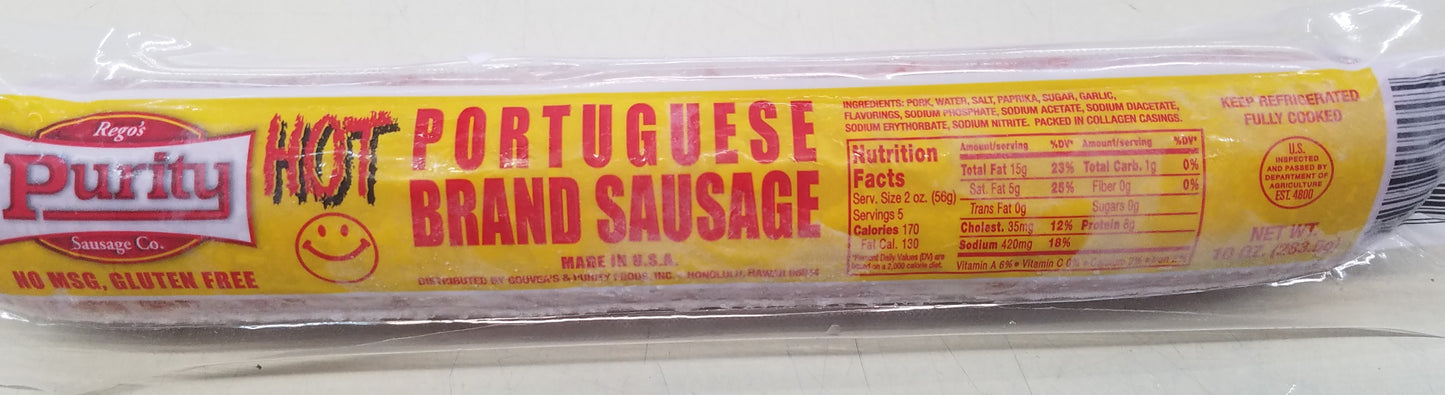 Rego's
Purity
Sausage Co.
NO MSG, GLUTEN FREE
HOT
PORTUGUESE
BRAND SAUSAGE
MADE IN U.S.A.
DISTRIBUTED BY GOUVEA'S & PURITY FOODS, INC. • HONOLULU, HAWAII
INGREDIENTS: PORK, WATER, SALT, PAPRIKA, SUGAR, GARLIC,
FLAVORINGS, SODIUM PHOSPHATE, SODIUM ACETATE, SODIUM DIACETATE,
SODIUM ERYTHORBATE, SODIUM NITRITE. PACKED IN COLLAGEN CASINGS.
Nutrition
Facts
Serv. Size 2 oz. (56g)
Servings 5
Calories 170
Fat Cal. 130
*Percent Daily Values (DV) are
based on a 2,000 calorie diet.
Amount/serving %DV* Amount/serving %DV*
Total Fat 15g 23% Total Carb. 1g 0%
Sat. Fat 5g 25% Fiber 0g 0%
Trans Fat 0g Sugars 0g
Cholest. 35mg 12% Protein 8g
Sodium 420mg 18%
Vitamin A 6% • Vitamin C
KEEP REFRIGERATED
FULLY COOKED
U.S.
INSPECTED
AND PASSED BY
DEPARTMENT OF
AGRICULTURE
EST. 4800
NET WT.
10 OZ.